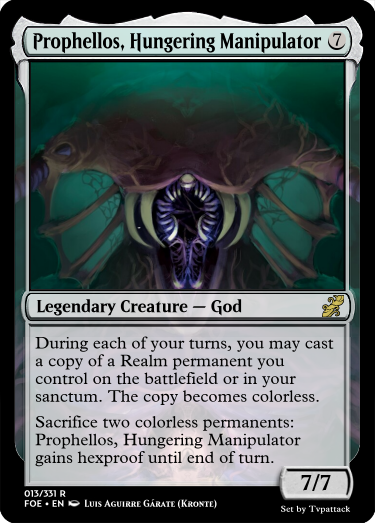 Prophellos, Hungering Manipulator 7
Legendary Creature — God
During each of your turns, you may cast
a copy of a Realm permanent you
control on the battlefield or in your
sanctum. The copy becomes colorless.
Sacrifice two colorless permanents:
Prophellos, Hungering Manipulator
gains hexproof until end of turn.
7/7
013/331 R
FOE • EN Luis Aguirre Gárate (Kronte)
Set by Tvpattack